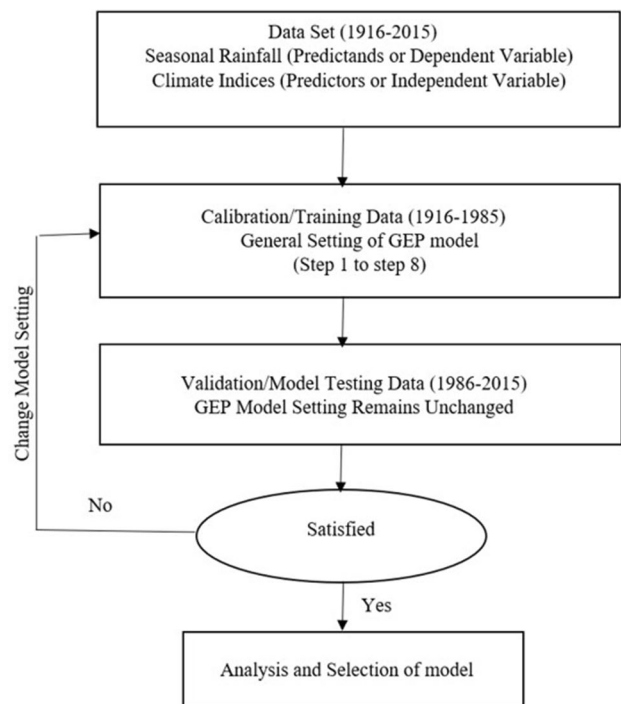 Data Set (1916-2015)
Seasonal Rainfall (Predictands or Dependent Variable)
Climate Indices (Predictors or Independent Variable)
Calibration/Training Data (1916-1985)
General Setting of GEP model
(Step 1 to step 8)
Change Model Setting
Validation/Model Testing Data (1986-2015)
GEP Model Setting Remains Unchanged
No
Satisfied
Yes
Analysis and Selection of model